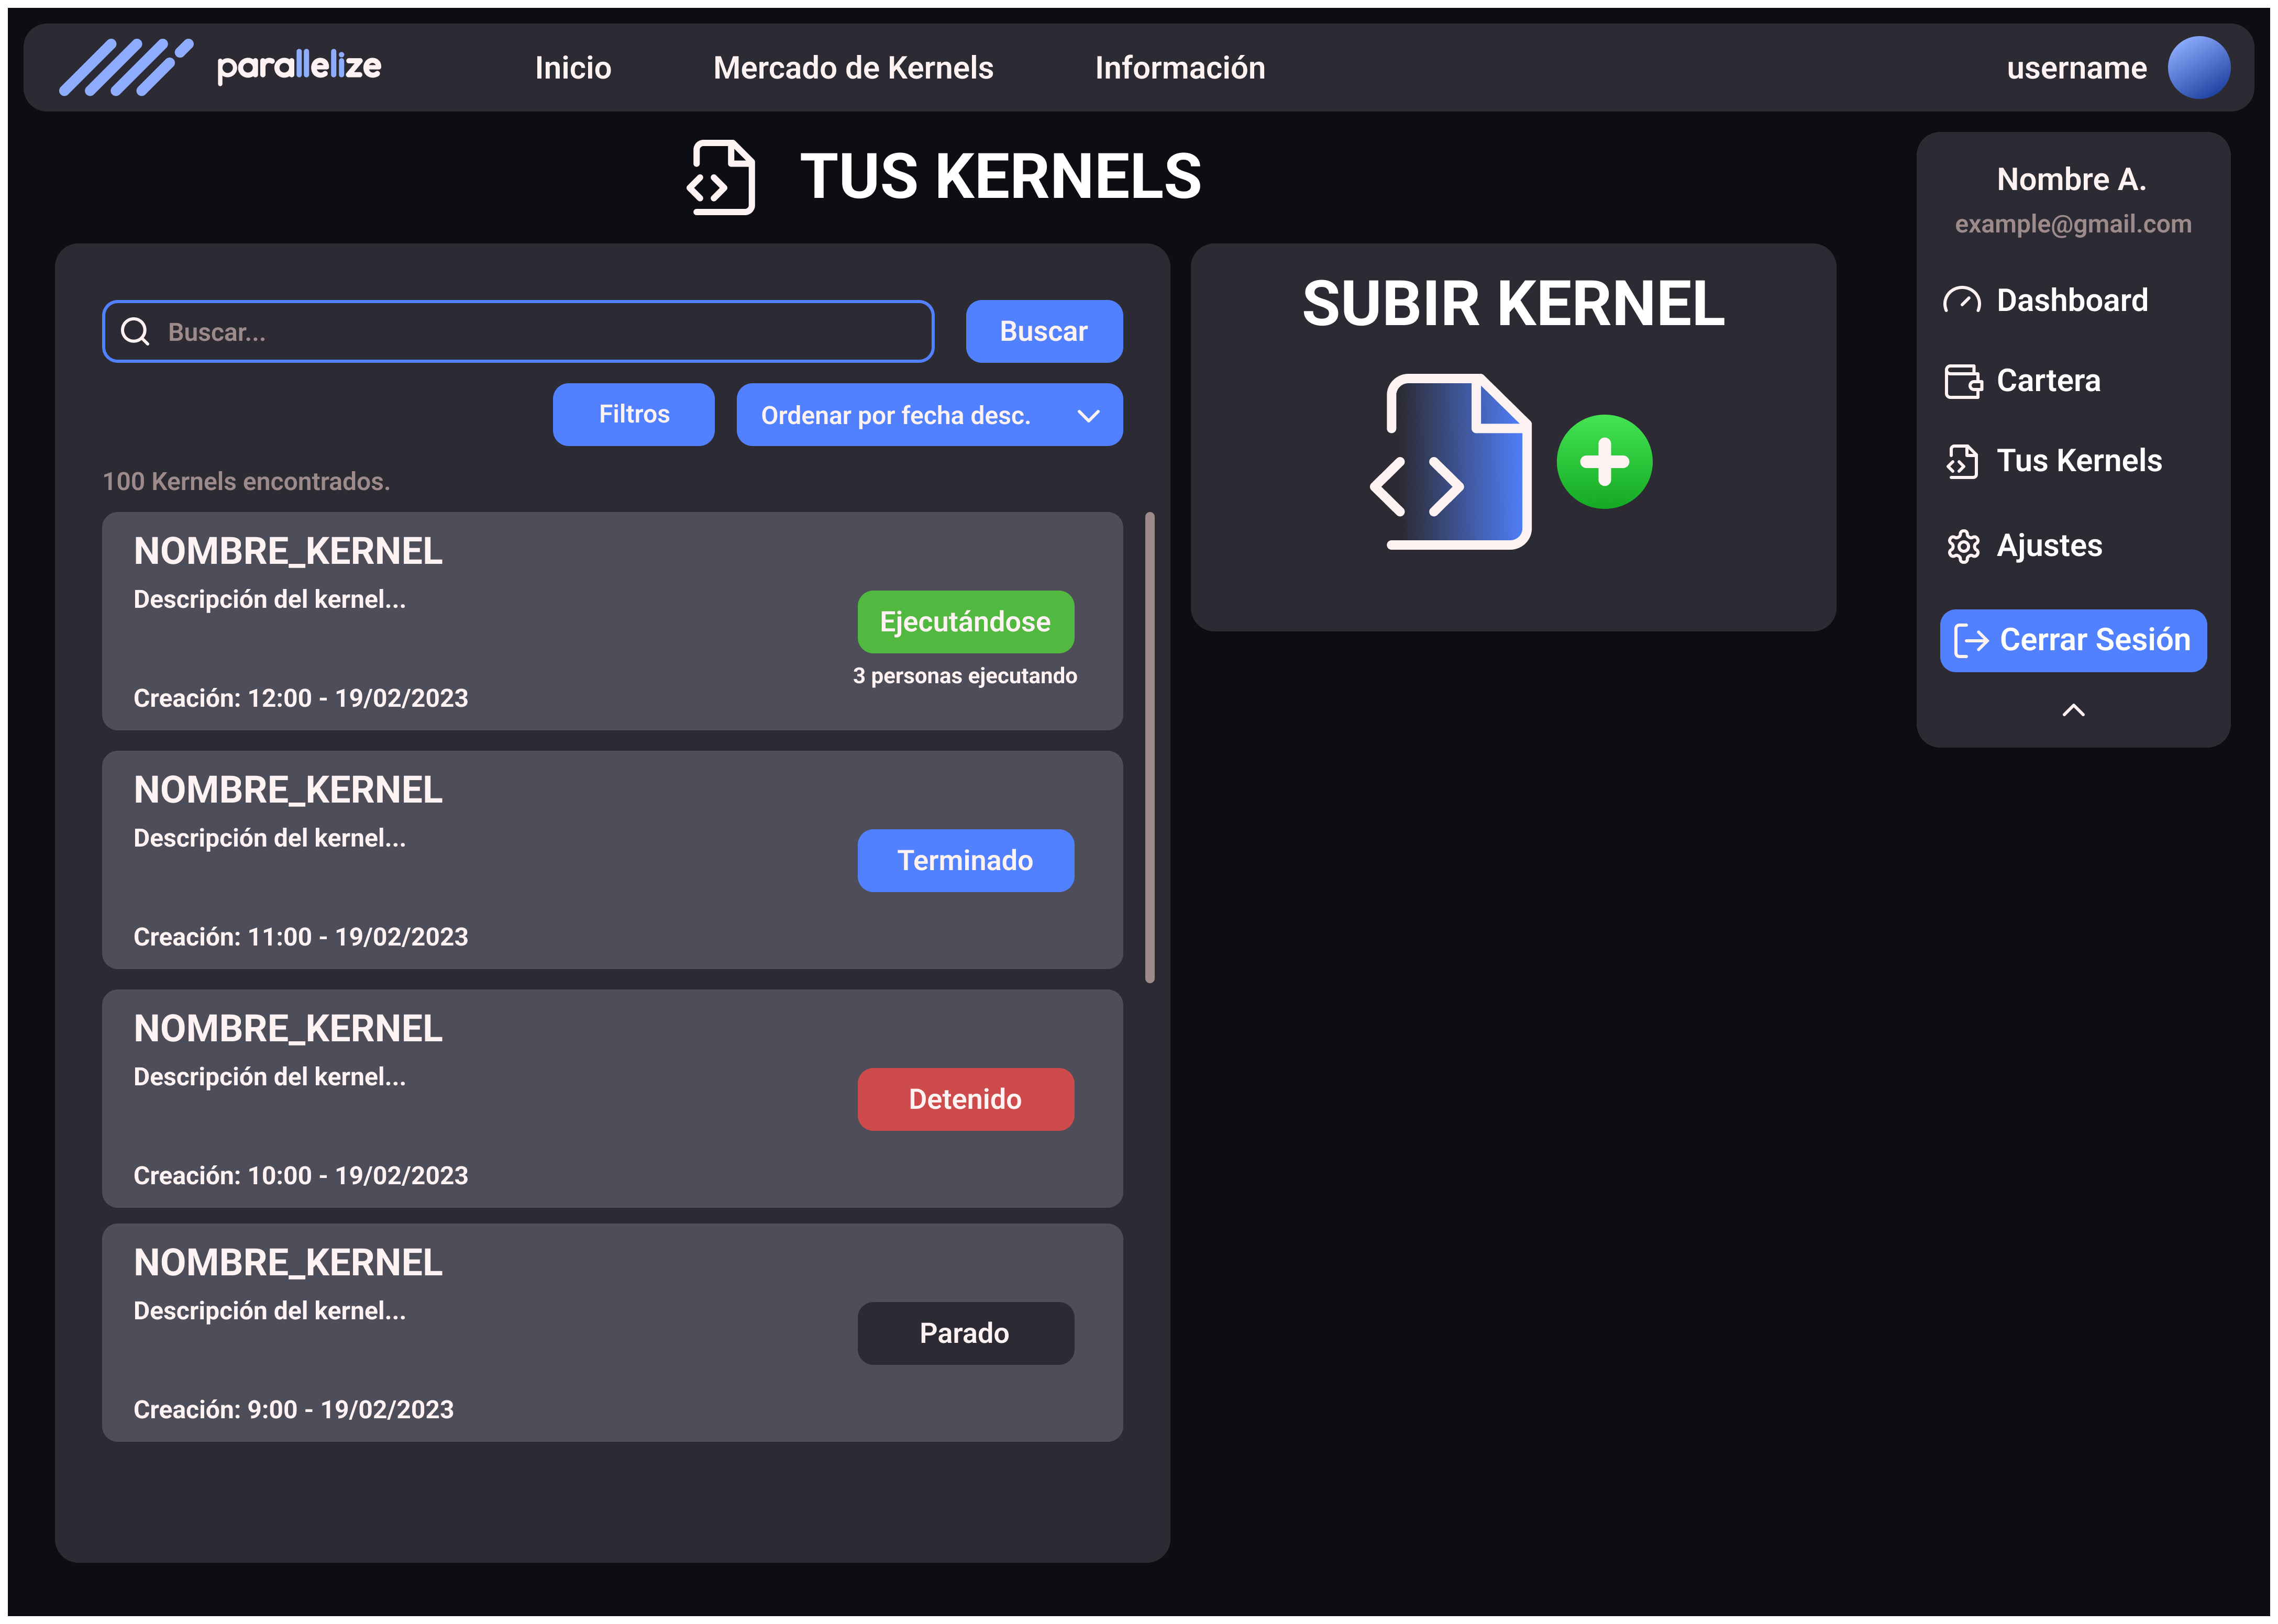 parallelize
Inicio
Mercado de Kernels
Información
username
TUS KERNELS
Buscar...
Buscar
Filtros
Ordenar por fecha desc.
100 Kernels encontrados.
NOMBRE_KERNEL
Descripción del kernel...
Ejecutándose
3 personas ejecutando
Creación: 12:00 - 19/02/2023
NOMBRE_KERNEL
Descripción del kernel...
Terminado
Creación: 11:00 - 19/02/2023
NOMBRE_KERNEL
Descripción del kernel...
Detenido
Creación: 10:00 - 19/02/2023
NOMBRE_KERNEL
Descripción del kernel...
Parado
Creación: 9:00 - 19/02/2023
SUBIR KERNEL
Nombre A.
example@gmail.com
Dashboard
Cartera
Tus Kernels
Ajustes
Cerrar Sesión